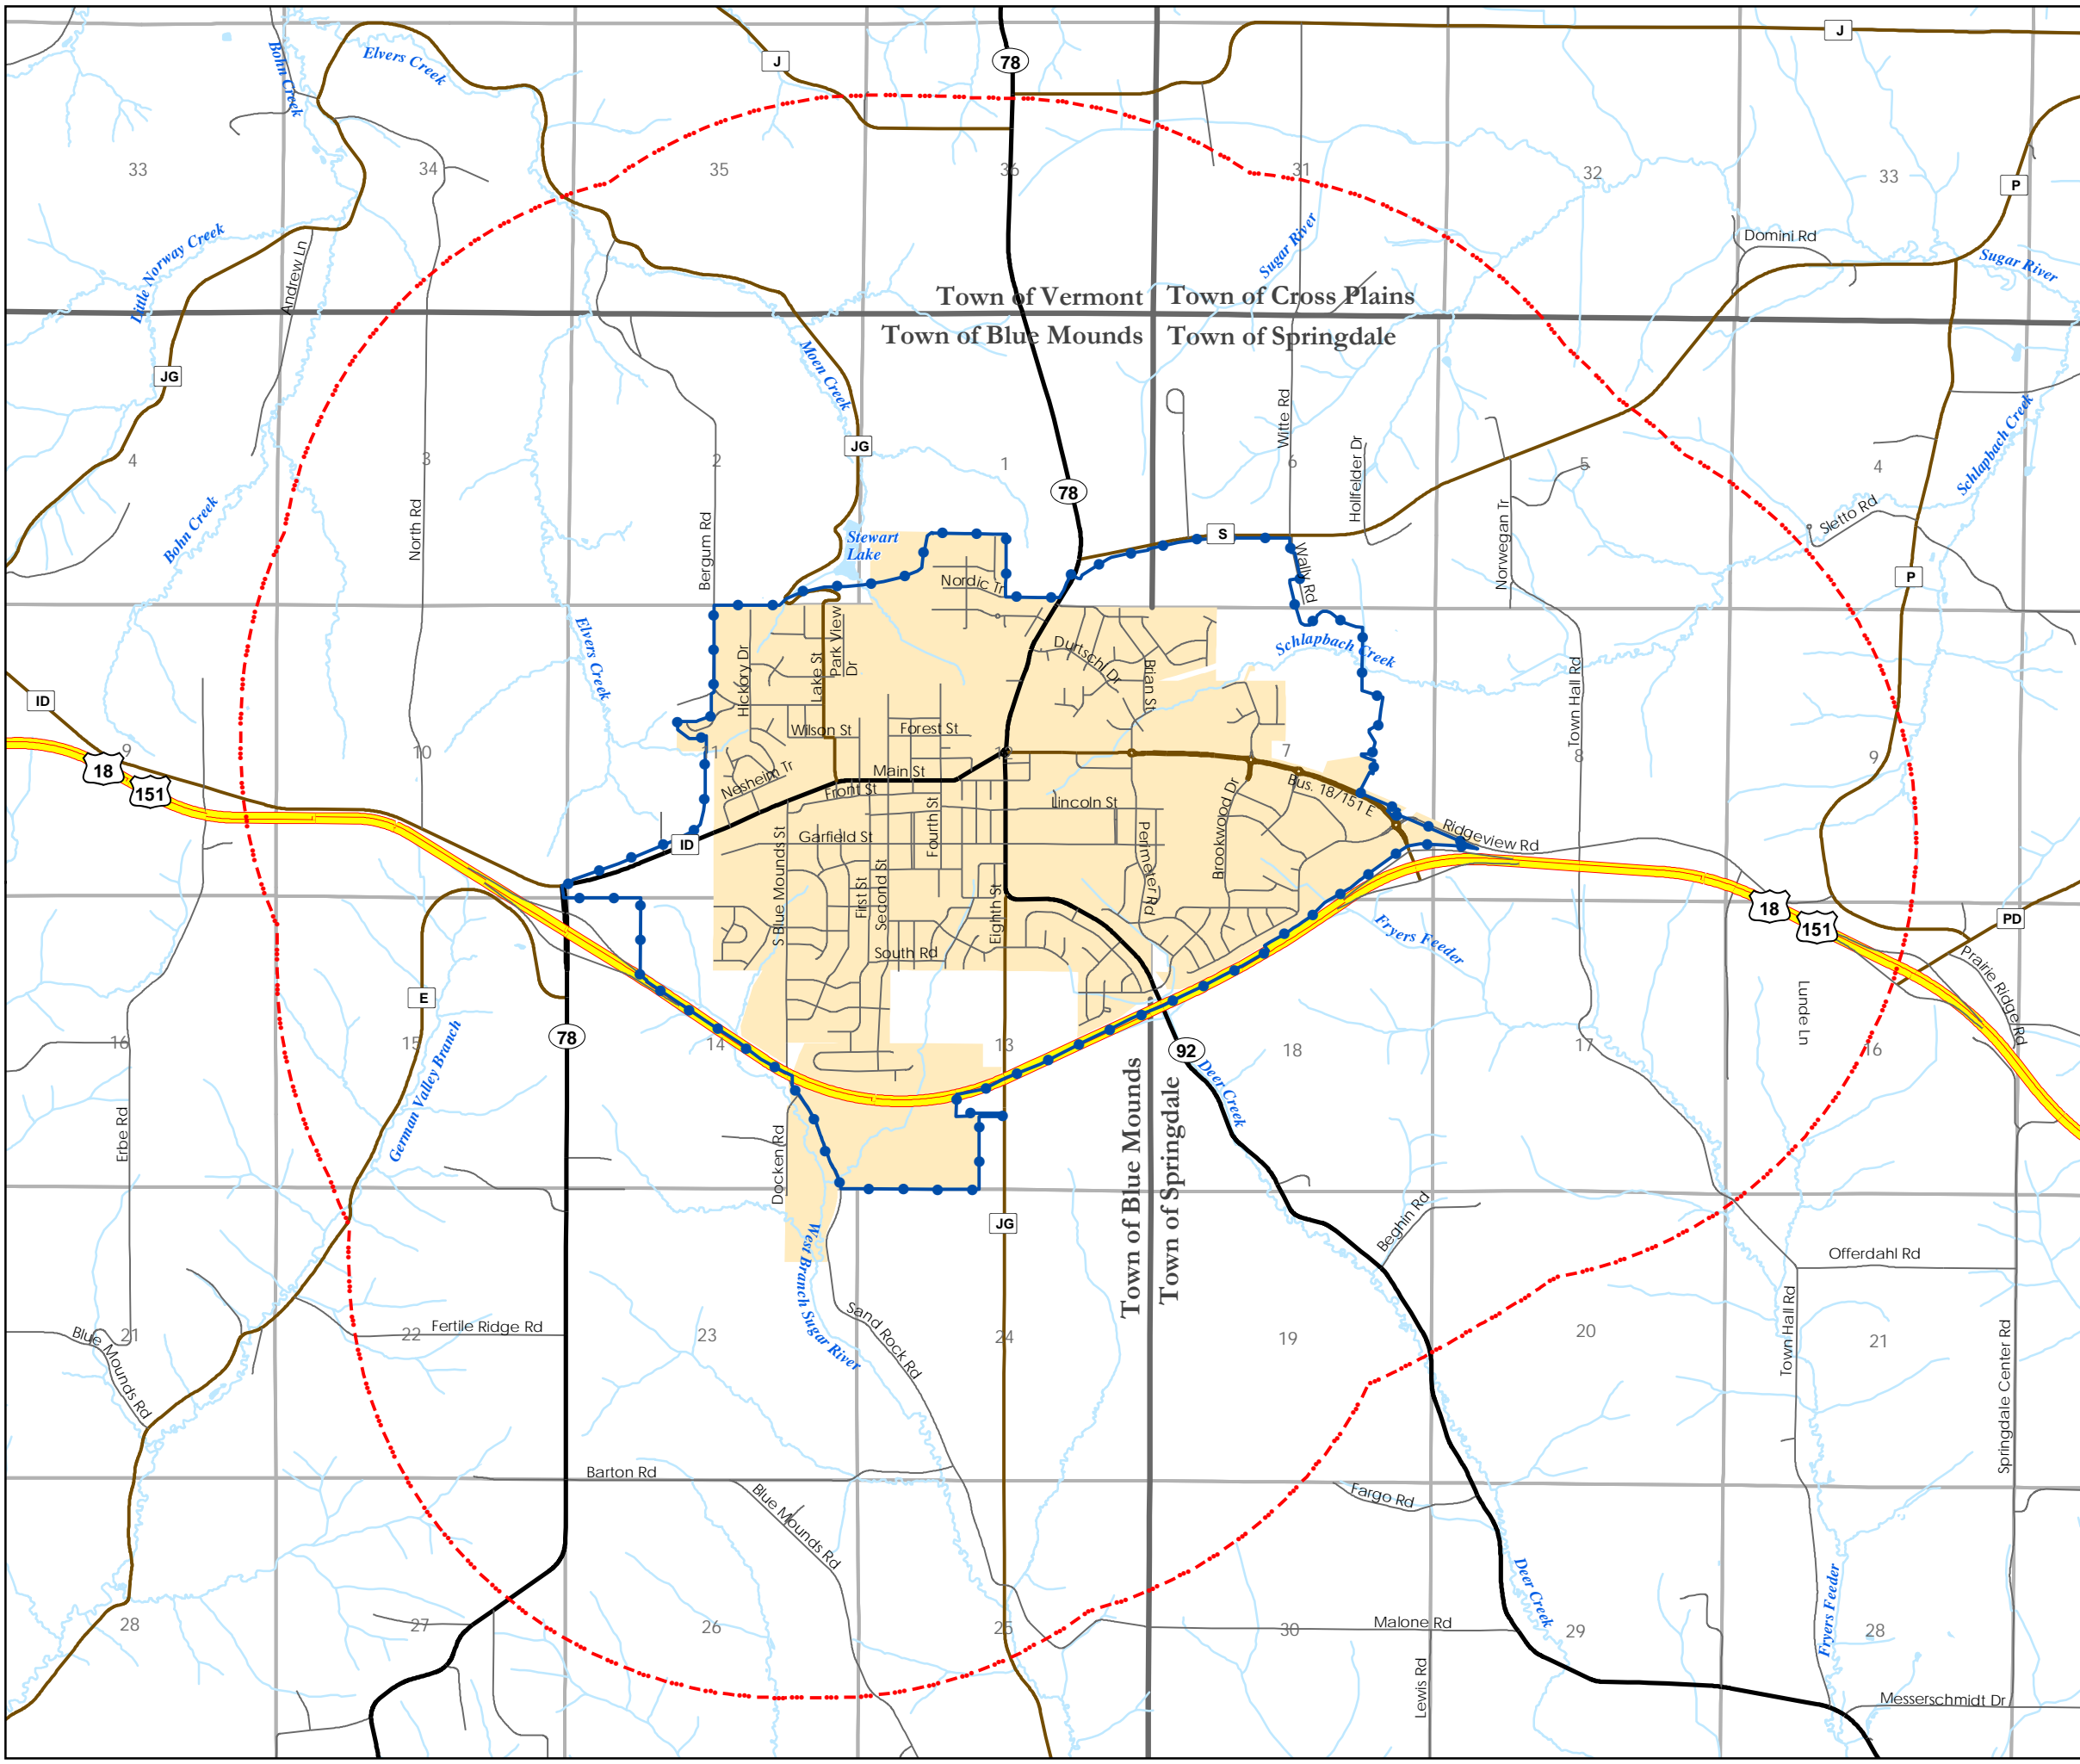 J
78
J
Elvers Creek
Bohn Creek
33
34
35
36
31
32
33
P
Domini Rd
Sugar River
Sugar River
Little Norway Creek
Andrew Ln
Town of Vermont
Town of Cross Plains
Town of Blue Mounds
Town of Springdale
JG
Moen Creek
Witte Rd
Hollfelder Dr
Schlapbach Creek
JG
4
3
2
1
6
5
4
78
Bohn Creek
North Rd
Bergum Rd
Stewart
Lake
S
Norwegan Tr
Sletto Rd
P
Nordic Tr
Wally Rd
Elvers Creek
Hickory Dr
Lake St
Park View
Dr
Durtschi Dr
Brian St
Schlapbach Creek
Town Hall Rd
ID
Wilson St
Forest St
9
10
11
12
7
8
9
18
151
Nesheim Tr
Main St
Front St
Lincoln St
Bus. 18/151 E
Brookwood Dr
Ridgeview Rd
ID
Garfield St
Fourth St
Perimeter Rd
S Blue Mounds St
First St
Second St
Eighth St
South Rd
Fryers Feeder
18
151
PD
Prairie Ridge Rd
Lunde Ln
E
78
German Valley Branch
16
15
14
13
92
18
17
16
Deer Creek
Erbe Rd
Docken Rd
Town of Blue Mounds
Town of Springdale
JG
Beghin Rd
Offerdahl Rd
West Branch Sugar River
Sand Rock Rd
Blue Mounds Rd
21
22
Fertile Ridge Rd
23
24
19
20
21
Town Hall Rd
Springdale Center Rd
Barton Rd
Blue Mounds Rd
Fargo Rd
Deer Creek
Fryers Feeder
28
27
26
25
30
Malone Rd
29
28
Lewis Rd
Messerschmidt Dr